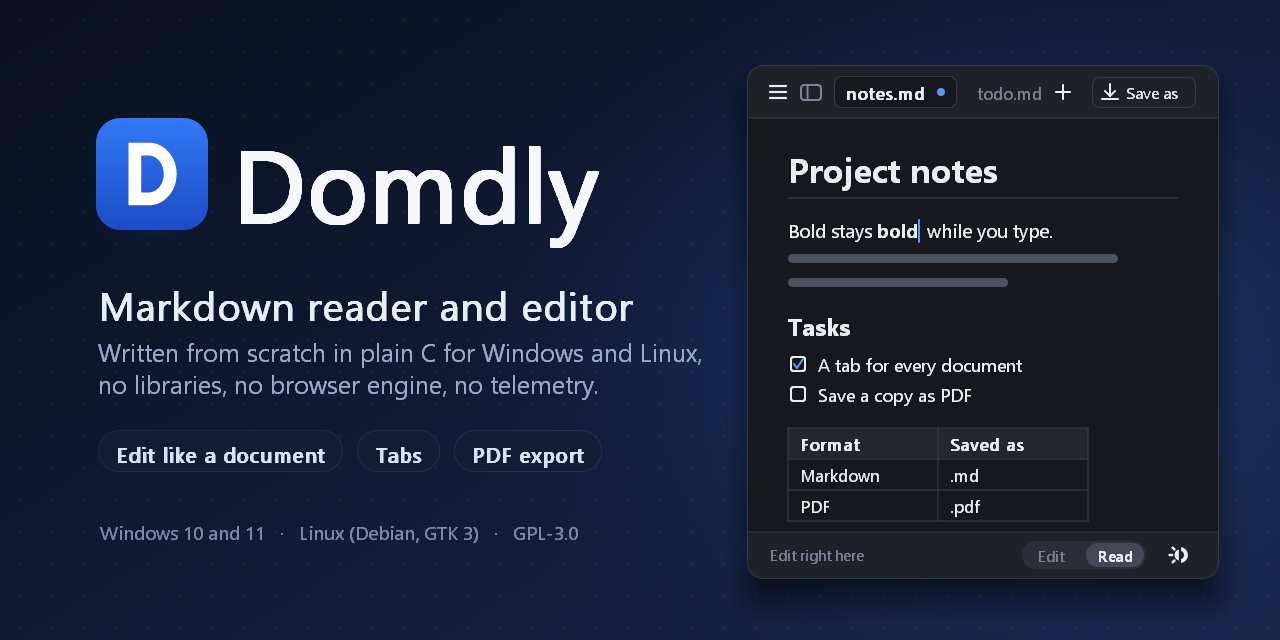 D Domdly
Markdown reader and editor
Written from scratch in plain C for Windows and Linux,
no libraries, no browser engine, no telemetry.
Edit like a document Tabs PDF export
Windows 10 and 11 · Linux (Debian, GTK 3) · GPL-3.0
notes.md todo.md Save as
Project notes
Bold stays bold while you type.
Tasks
A tab for every document
Save a copy as PDF
Format Saved as
Markdown .md
PDF .pdf
Edit right here Edit Read